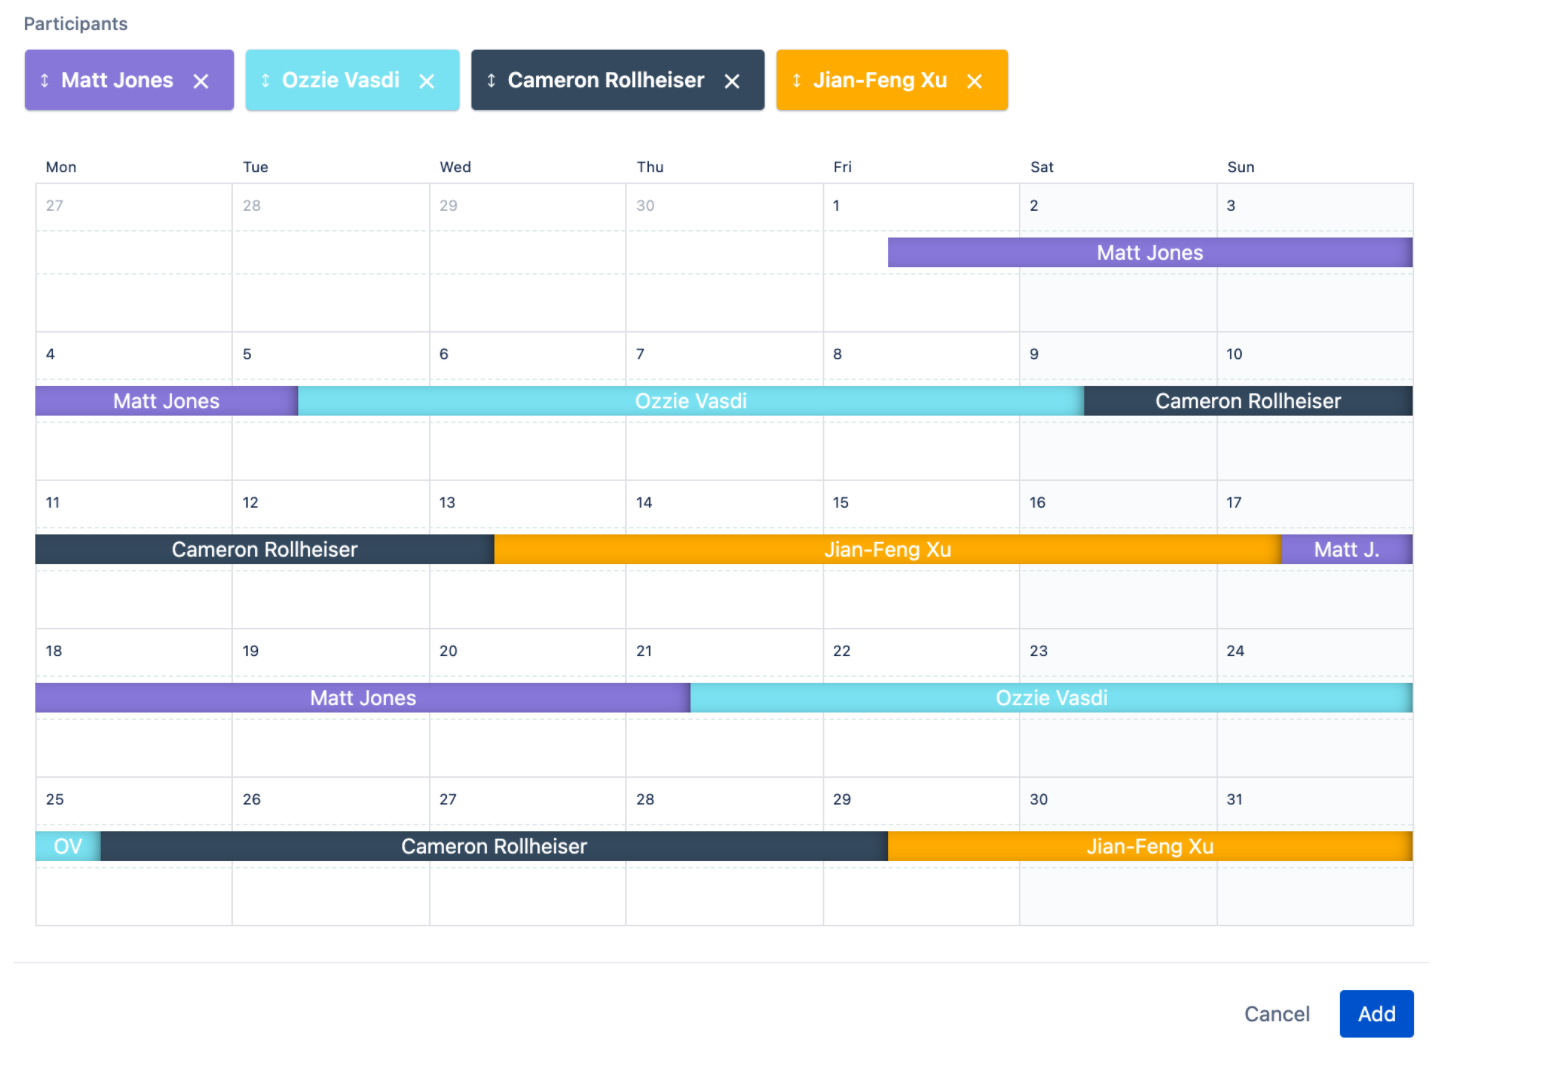 Participants
Matt Jones Ozzie Vasdi Cameron Rollheiser Jian-Feng Xu
Mon Tue Wed Thu Fri Sat Sun
27 28 29 30 1 2 3
Matt Jones
4 5 6 7 8 9 10
Matt Jones Ozzie Vasdi Cameron Rollheiser
11 12 13 14 15 16 17
Cameron Rollheiser Jian-Feng Xu Matt J.
18 19 20 21 22 23 24
Matt Jones Ozzie Vasdi
25 26 27 28 29 30 31
OV Cameron Rollheiser Jian-Feng Xu
Cancel Add